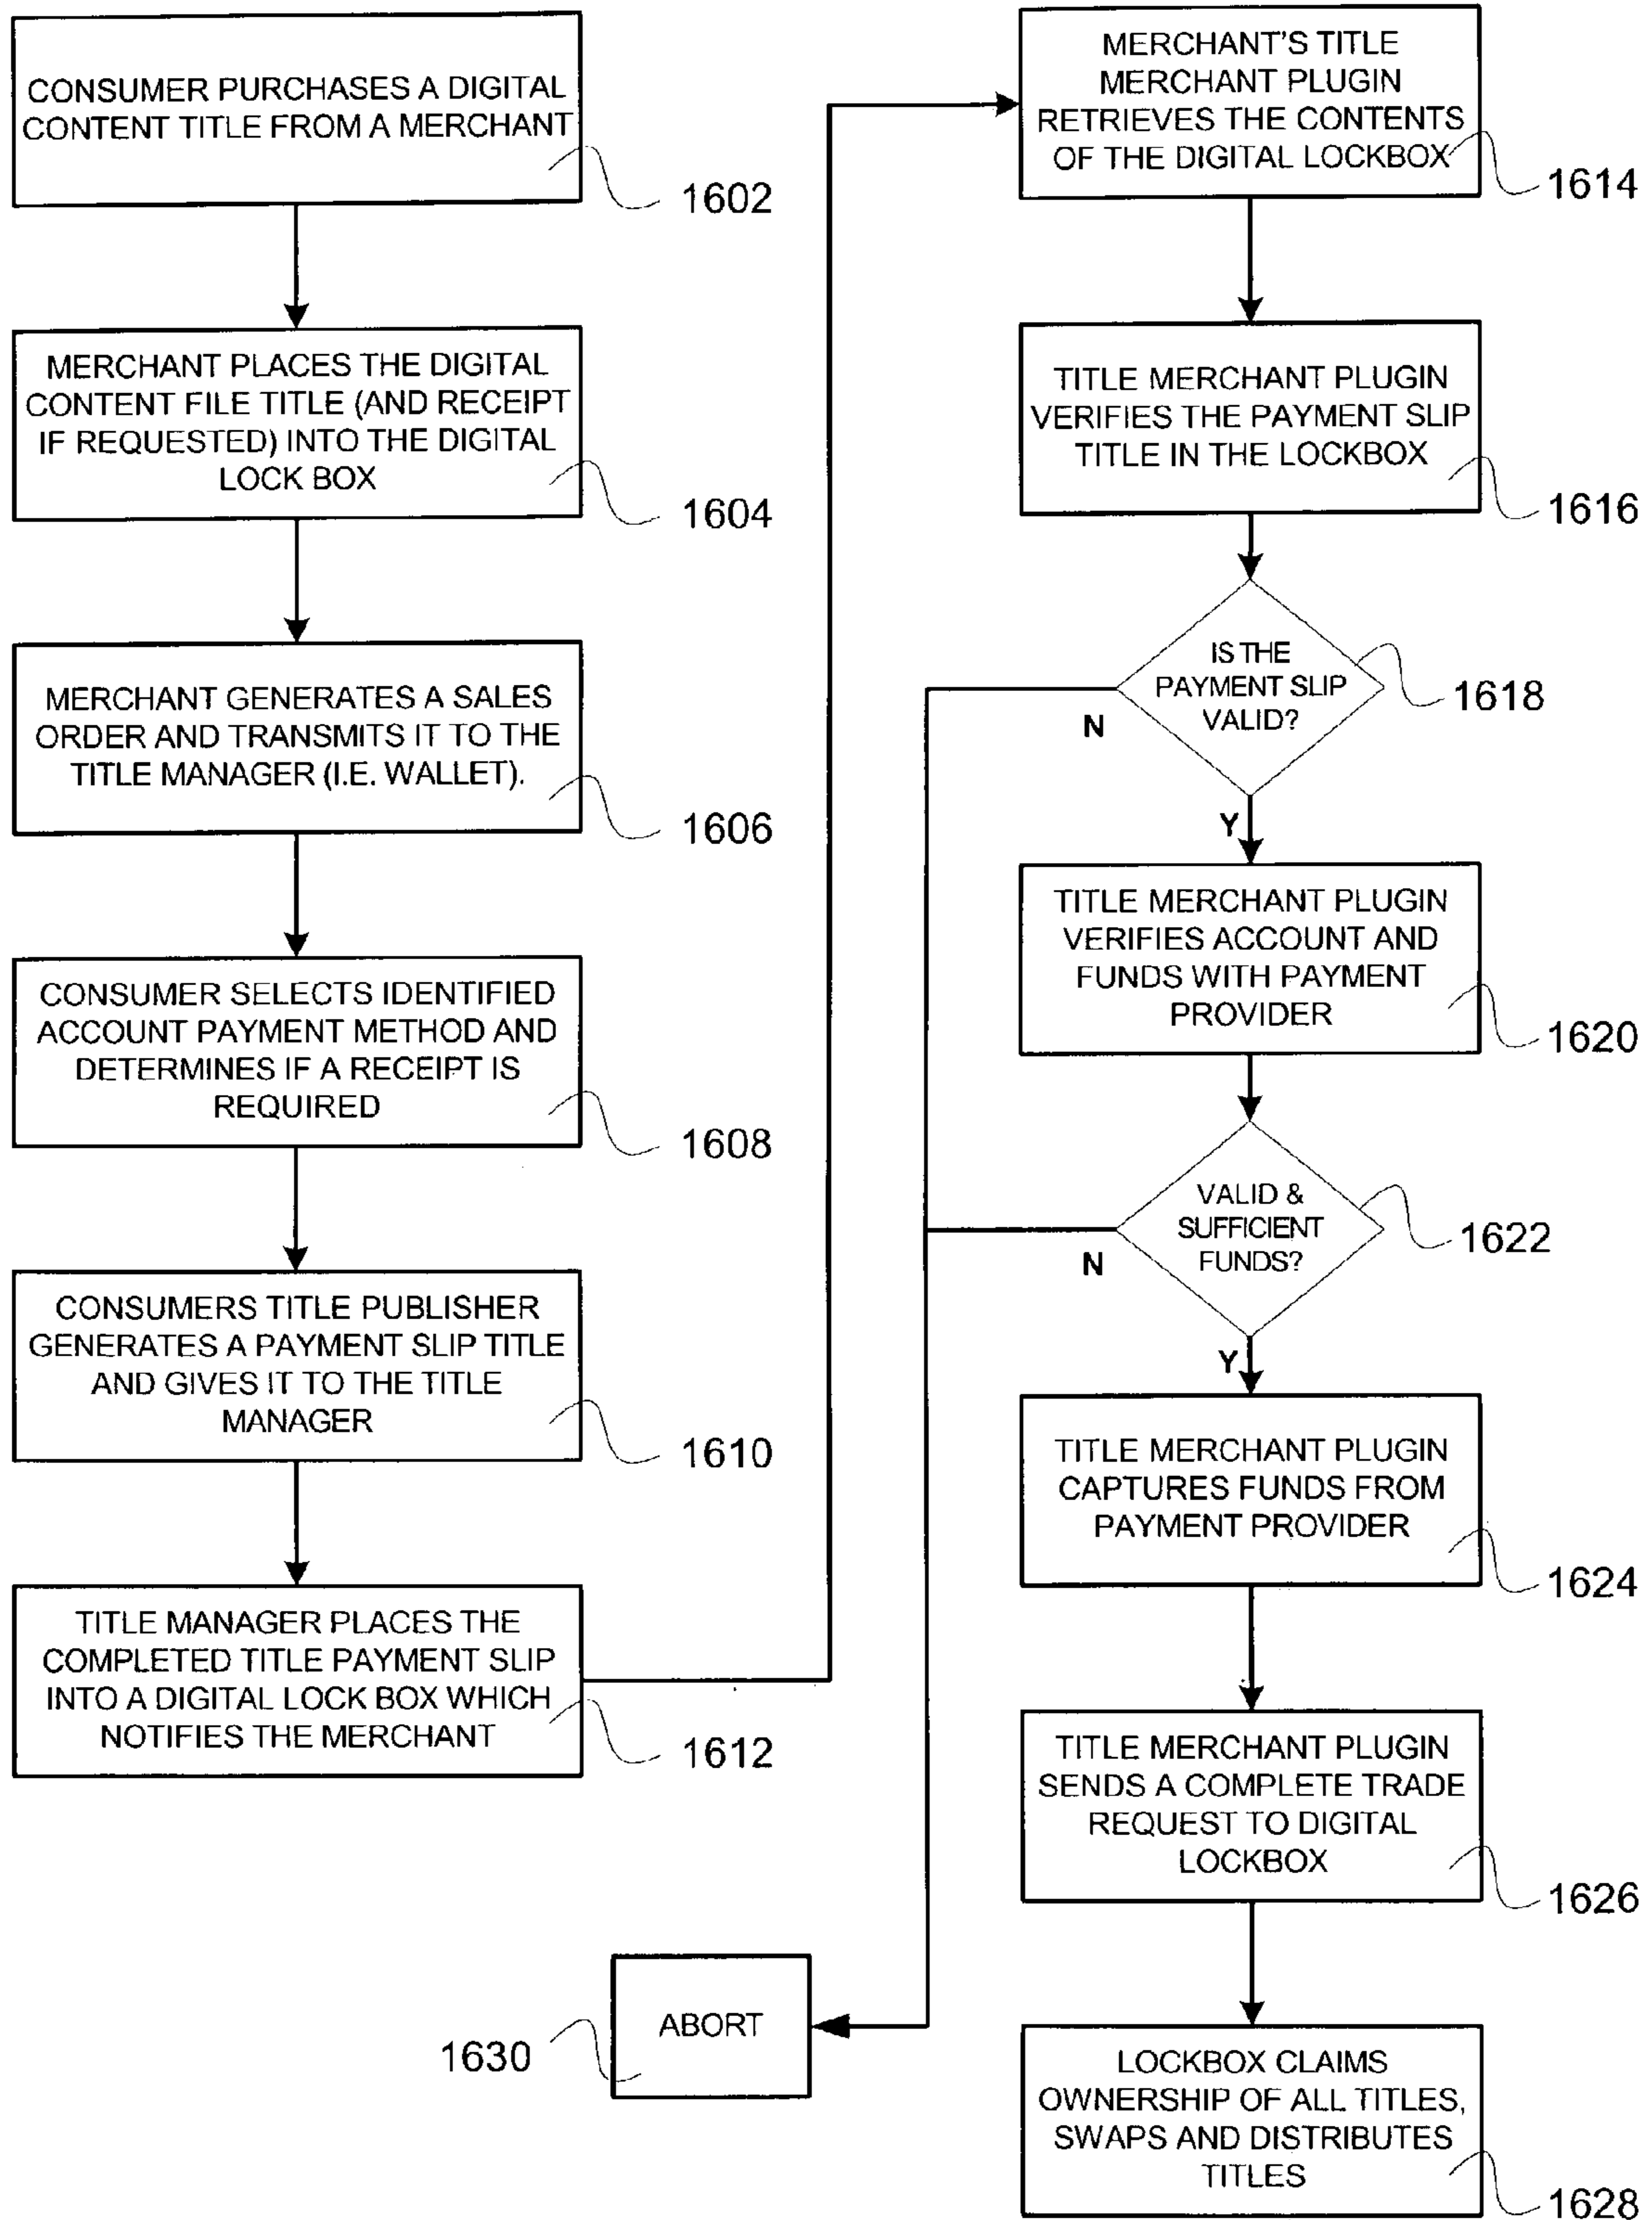 CONSUMER PURCHASES A DIGITAL
CONTENT TITLE FROM A MERCHANT
1602
MERCHANT PLACES THE DIGITAL
CONTENT FILE TITLE (AND RECEIPT
IF REQUESTED) INTO THE DIGITAL
LOCK BOX
1604
MERCHANT GENERATES A SALES
ORDER AND TRANSMITS IT TO THE
TITLE MANAGER (I.E. WALLET).
1606
CONSUMER SELECTS IDENTIFIED
ACCOUNT PAYMENT METHOD AND
DETERMINES IF A RECEIPT IS
REQUIRED
1608
CONSUMERS TITLE PUBLISHER
GENERATES A PAYMENT SLIP TITLE
AND GIVES IT TO THE TITLE
MANAGER
1610
TITLE MANAGER PLACES THE
COMPLETED TITLE PAYMENT SLIP
INTO A DIGITAL LOCK BOX WHICH
NOTIFIES THE MERCHANT
1612
MERCHANT'S TITLE
MERCHANT PLUGIN
RETRIEVES THE CONTENTS
OF THE DIGITAL LOCKBOX
1614
TITLE MERCHANT PLUGIN
VERIFIES THE PAYMENT SLIP
TITLE IN THE LOCKBOX
1616
IS THE
PAYMENT SLIP
VALID?
1618
N
Y
TITLE MERCHANT PLUGIN
VERIFIES ACCOUNT AND
FUNDS WITH PAYMENT
PROVIDER
1620
VALID &
SUFFICIENT
FUNDS?
1622
N
Y
TITLE MERCHANT PLUGIN
CAPTURES FUNDS FROM
PAYMENT PROVIDER
1624
TITLE MERCHANT PLUGIN
SENDS A COMPLETE TRADE
REQUEST TO DIGITAL
LOCKBOX
1626
ABORT
1630
LOCKBOX CLAIMS
OWNERSHIP OF ALL TITLES,
SWAPS AND DISTRIBUTES
TITLES
1628